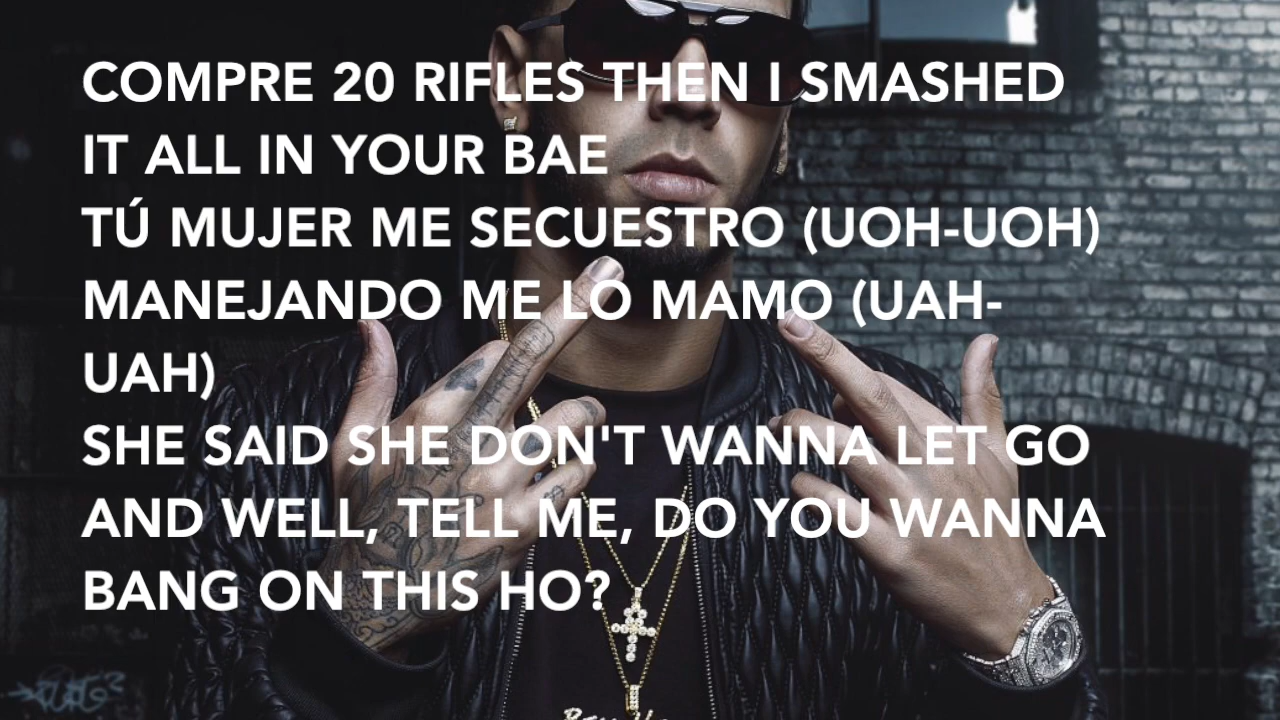 COMPRE 20 RIFLES THEN I SMASHED
IT ALL IN YOUR BAE
TÚ MUJER ME SECUESTRO (UOH-UOH)
MANEJANDO ME LO MAMO (UAH-
UAH)
SHE SAID SHE DON'T WANNA LET GO
AND WELL, TELL ME, DO YOU WANNA
BANG ON THIS HO?